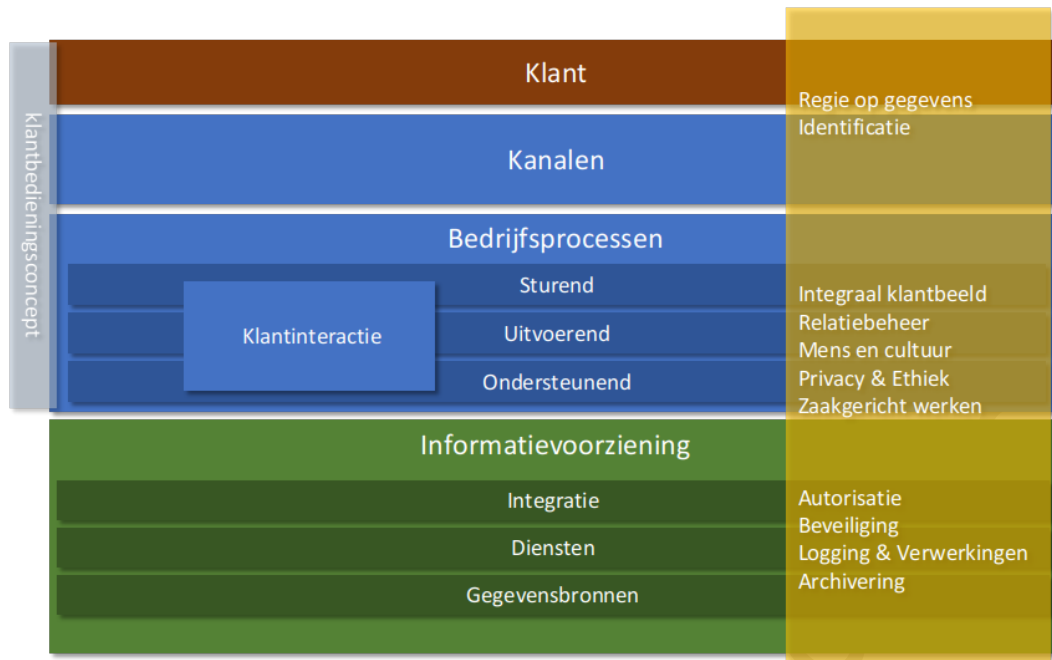 klantbedieningsconcept
Klant
Kanalen
Bedrijfsprocessen
Sturend
Uitvoerend
Ondersteunend
Klantinteractie
Informatievoorziening
Integratie
Diensten
Gegevensbronnen
Regie op gegevens
Identificatie
Integraal klantbeeld
Relatiebeheer
Mens en cultuur
Privacy & Ethiek
Zaakgericht werken
Autorisatie
Beveiliging
Logging & Verwerkingen
Archivering